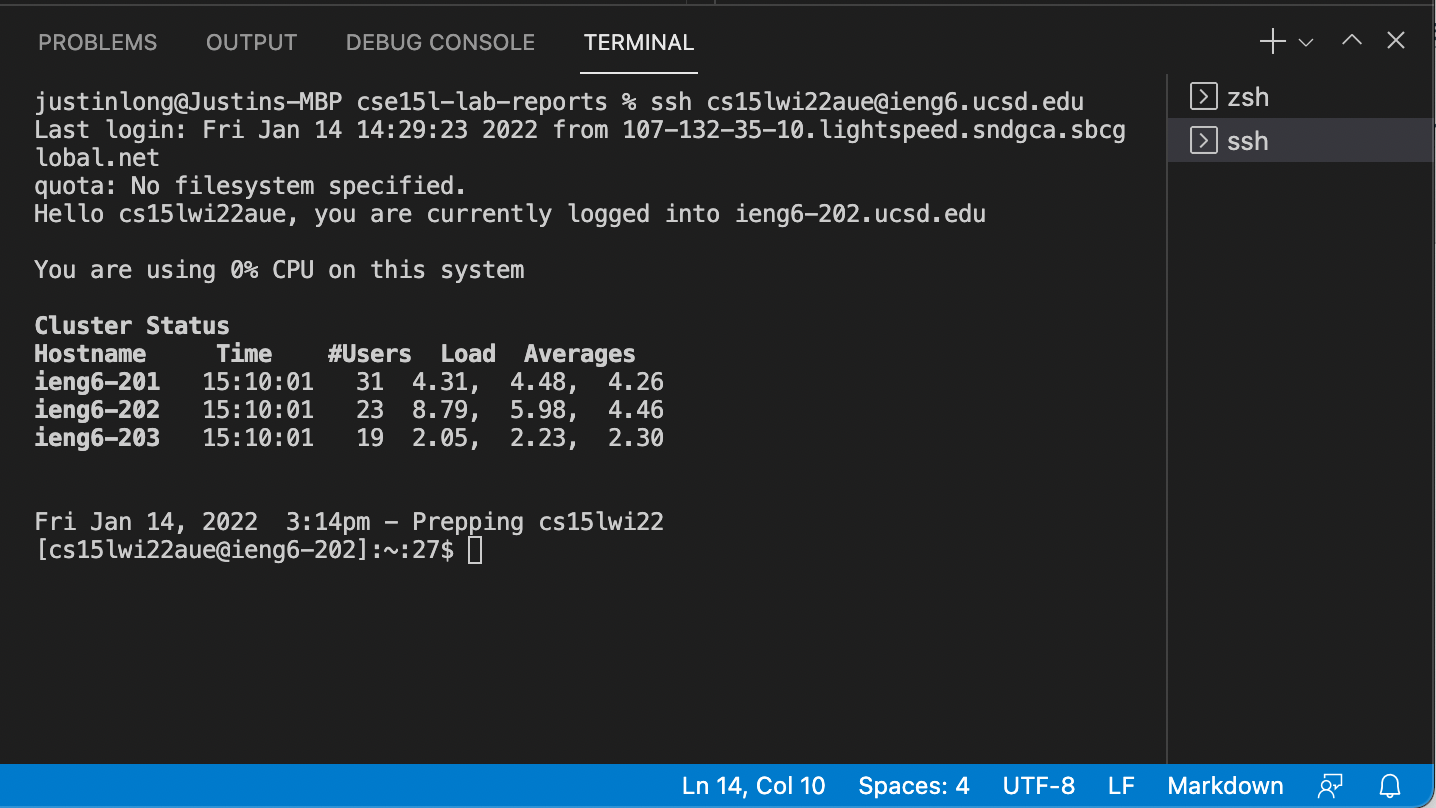 PROBLEMS OUTPUT DEBUG CONSOLE TERMINAL
justinlong@Justins-MBP cse15l-lab-reports % ssh cs15lwi22aue@ieng6.ucsd.edu
Last login: Fri Jan 14 14:29:23 2022 from 107-132-35-10.lightspeed.sndgca.sbcg
lobal.net
quota: No filesystem specified.
Hello cs15lwi22aue, you are currently logged into ieng6-202.ucsd.edu
You are using 0% CPU on this system
Cluster Status
Hostname     Time    #Users  Load  Averages
ieng6-201   15:10:01   31  4.31,  4.48,  4.26
ieng6-202   15:10:01   23  8.79,  5.98,  4.46
ieng6-203   15:10:01   19  2.05,  2.23,  2.30
Fri Jan 14, 2022  3:14pm - Prepping cs15lwi22
[cs15lwi22aue@ieng6-202]:~:27$
zsh
ssh
Ln 14, Col 10 Spaces: 4 UTF-8 LF Markdown